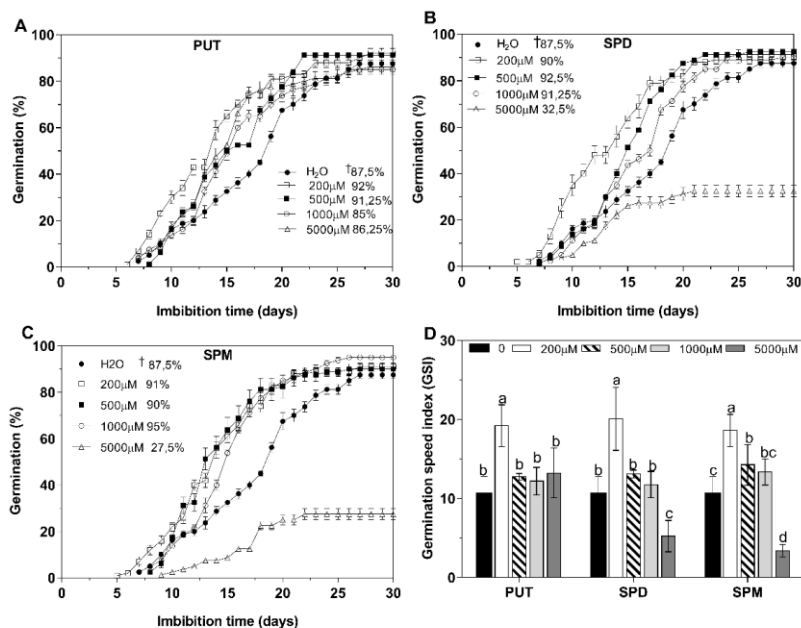 A
PUT
Germination (%)
100
80
60
40
20
0
H₂O †87,5%
200µM 92%
500µM 91,25%
1000µM 85%
5000µM 86,25%
0 5 10 15 20 25 30
Imbibition time (days)
B
SPD
Germination (%)
100
80
60
40
20
0
H₂O †87,5%
200µM 90%
500µM 92,5%
1000µM 91,25%
5000µM 32,5%
0 5 10 15 20 25 30
Imbibition time (days)
C
SPM
Germination (%)
100
80
60
40
20
0
H2O † 87,5%
200µM 91%
500µM 90%
1000µM 95%
5000µM 27,5%
0 5 10 15 20 25 30
Imbibition time (days)
D
Germination speed index (GSI)
30
20
10
0
0 200µM 500µM 1000µM 5000µM
b a b b b
b a b b c
c a b bc d
PUT SPD SPM